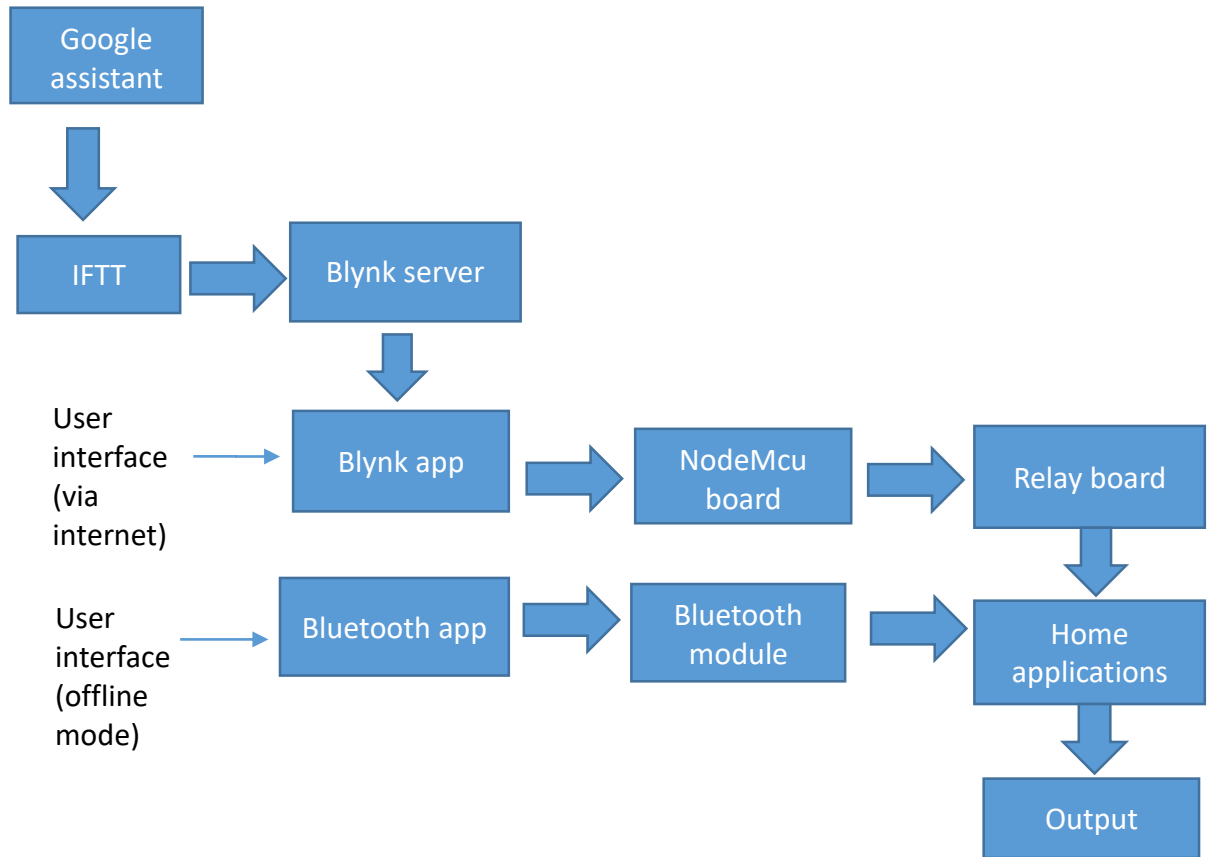 Google
assistant
IFTT
Blynk server
User
interface
(via
internet)
Blynk app
NodeMcu
board
Relay board
User
interface
(offline
mode)
Bluetooth app
Bluetooth
module
Home
applications
Output